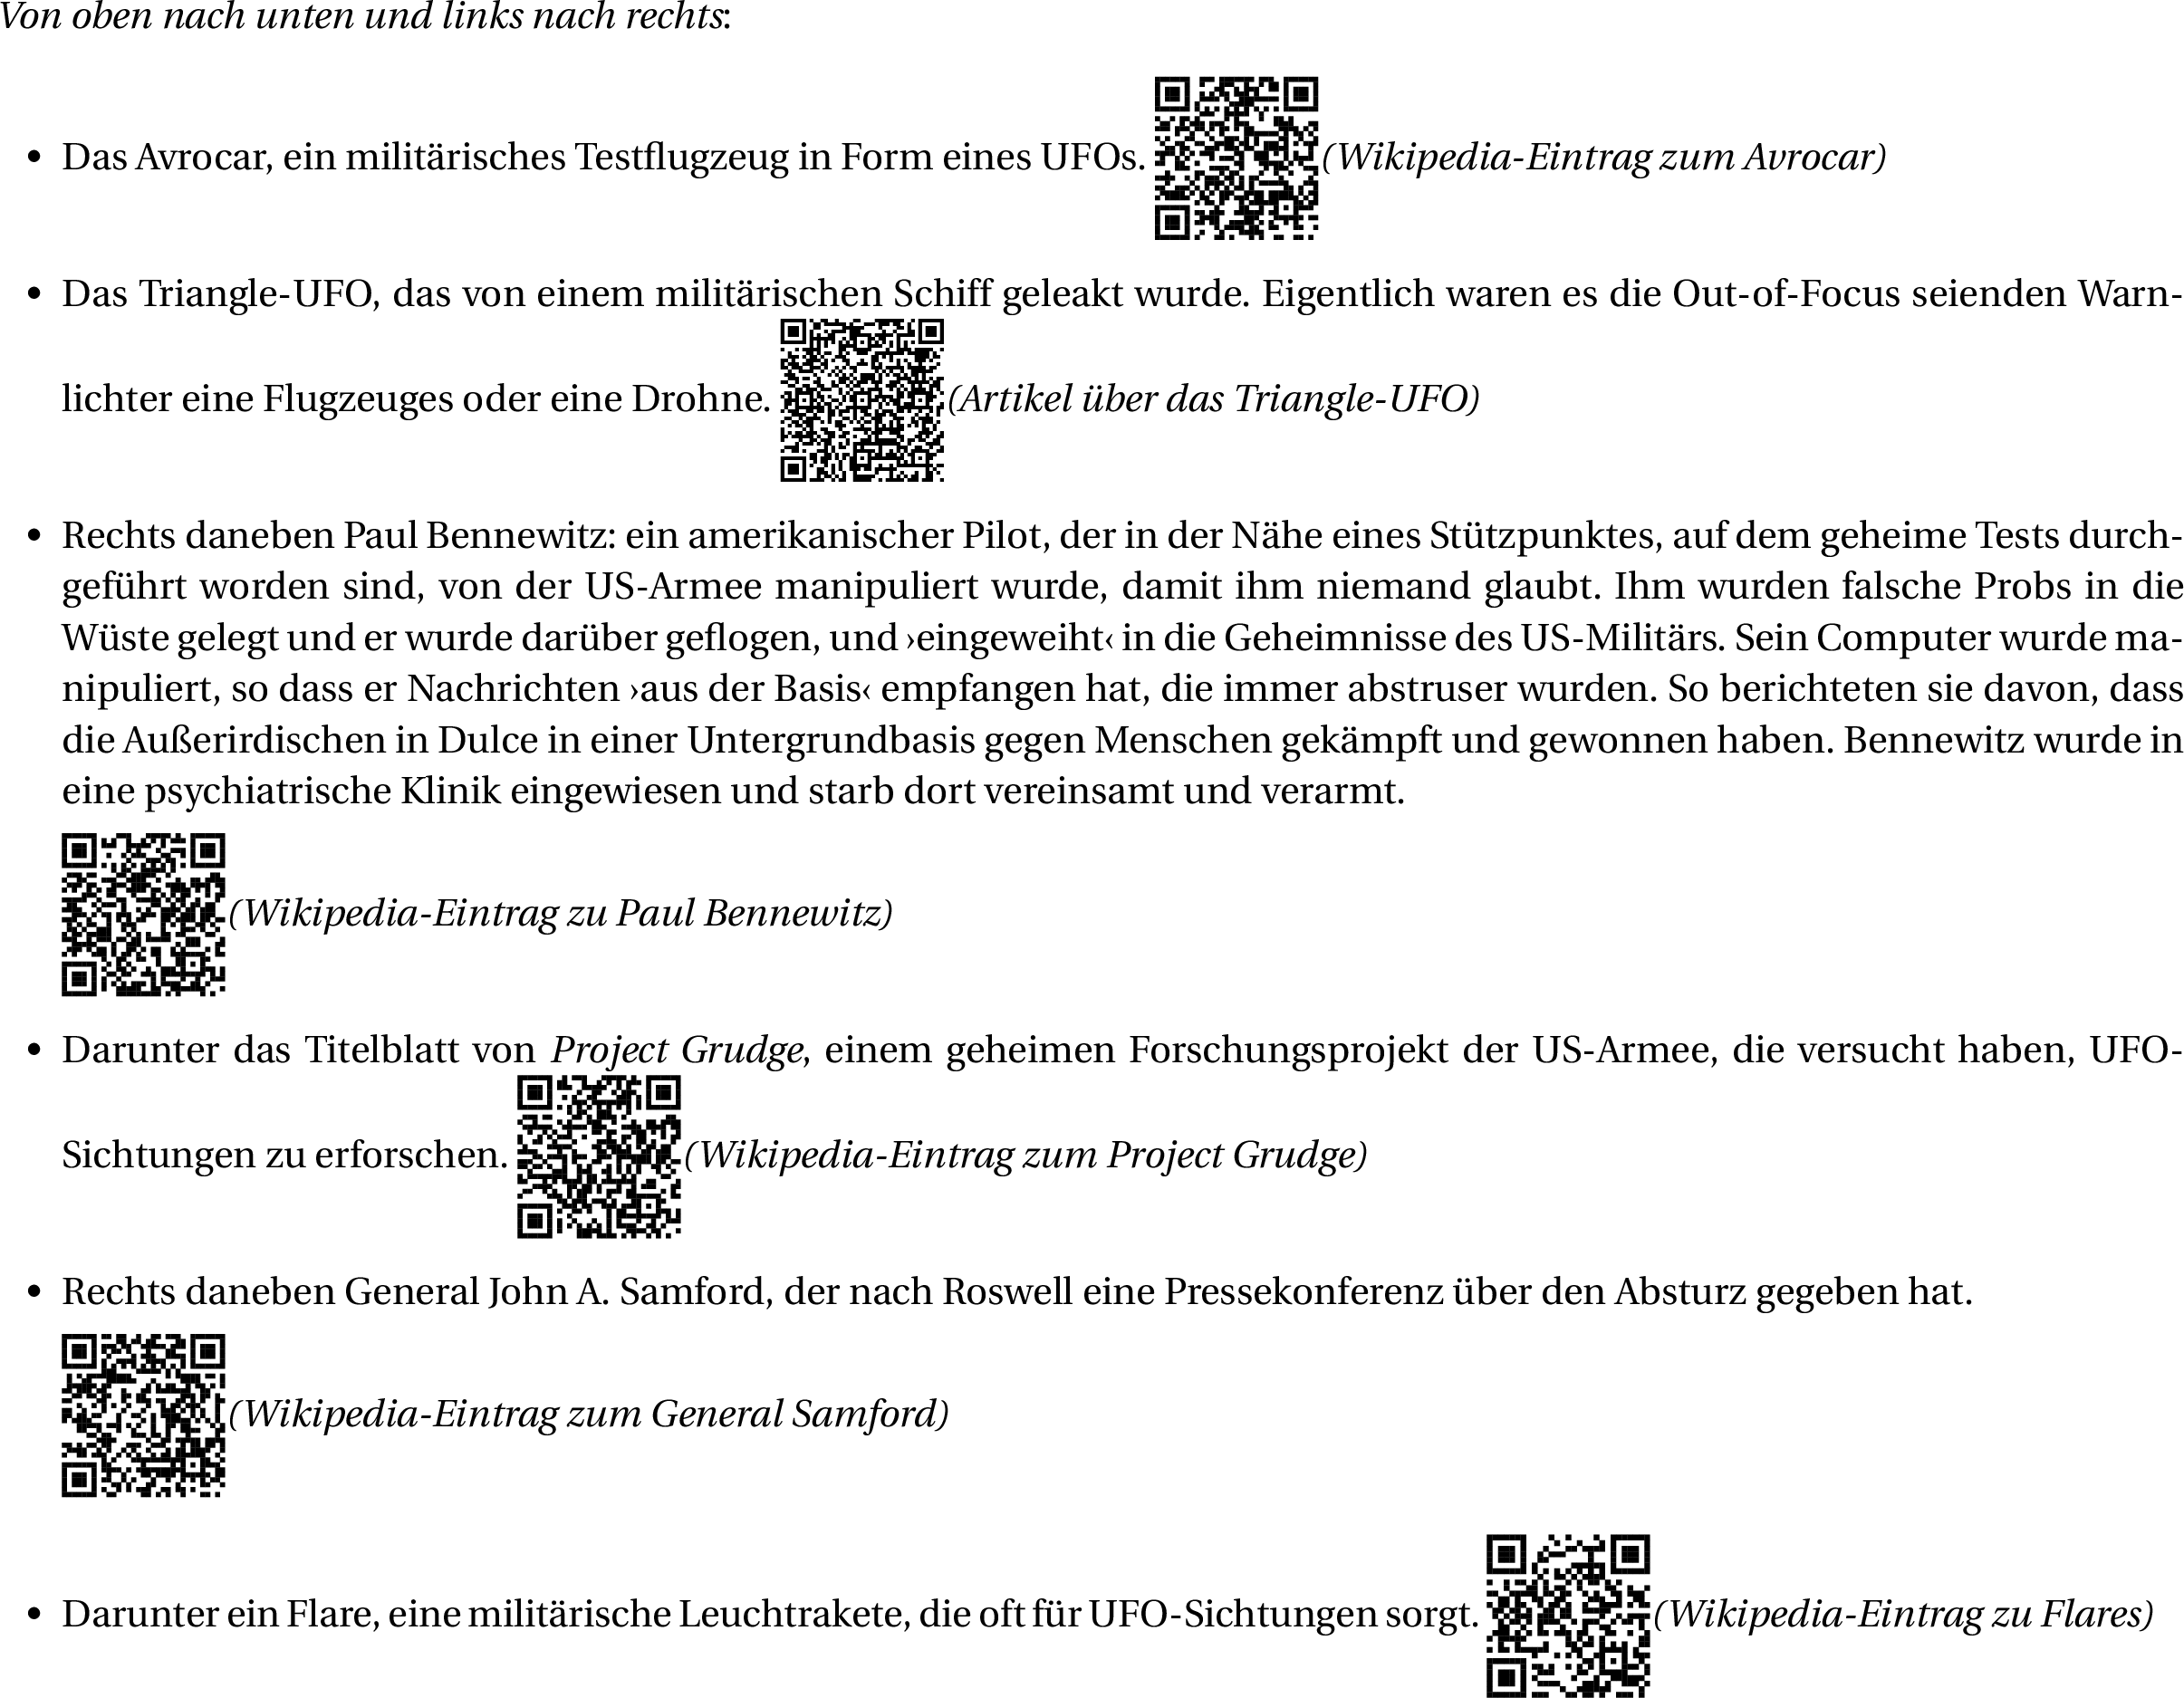 Von oben nach unten und links nach rechts:
• Das Avrocar, ein militärisches Testflugzeug in Form eines UFOs. (Wikipedia-Eintrag zum Avrocar)
• Das Triangle-UFO, das von einem militärischen Schiff geleakt wurde. Eigentlich waren es die Out-of-Focus seienden Warn-
lichter eine Flugzeuges oder eine Drohne. (Artikel über das Triangle-UFO)
• Rechts daneben Paul Bennewitz: ein amerikanischer Pilot, der in der Nähe eines Stützpunktes, auf dem geheime Tests durch-
geführt worden sind, von der US-Armee manipuliert wurde, damit ihm niemand glaubt. Ihm wurden falsche Probs in die
Wüste gelegt und er wurde darüber geflogen, und ›eingeweiht‹ in die Geheimnisse des US-Militärs. Sein Computer wurde ma-
nipuliert, so dass er Nachrichten ›aus der Basis‹ empfangen hat, die immer abstruser wurden. So berichteten sie davon, dass
die Außerirdischen in Dulce in einer Untergrundbasis gegen Menschen gekämpft und gewonnen haben. Bennewitz wurde in
eine psychiatrische Klinik eingewiesen und starb dort vereinsamt und verarmt.
(Wikipedia-Eintrag zu Paul Bennewitz)
• Darunter das Titelblatt von Project Grudge, einem geheimen Forschungsprojekt der US-Armee, die versucht haben, UFO-
Sichtungen zu erforschen. (Wikipedia-Eintrag zum Project Grudge)
• Rechts daneben General John A. Samford, der nach Roswell eine Pressekonferenz über den Absturz gegeben hat.
(Wikipedia-Eintrag zum General Samford)
• Darunter ein Flare, eine militärische Leuchtrakete, die oft für UFO-Sichtungen sorgt. (Wikipedia-Eintrag zu Flares)